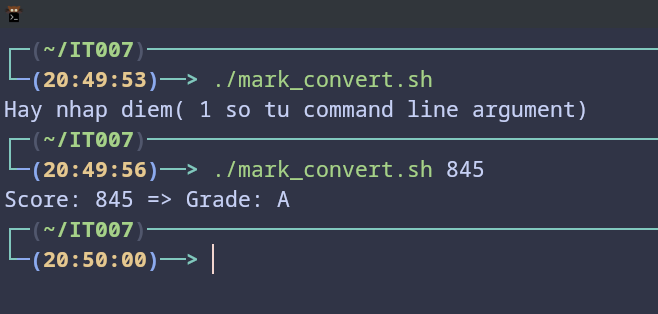 (~/IT007)
(20:49:53)—> ./mark_convert.sh
Hay nhap diem( 1 so tu command line argument)
(~/IT007)
(20:49:56)—> ./mark_convert.sh 845
Score: 845 => Grade: A
(~/IT007)
(20:50:00)—>